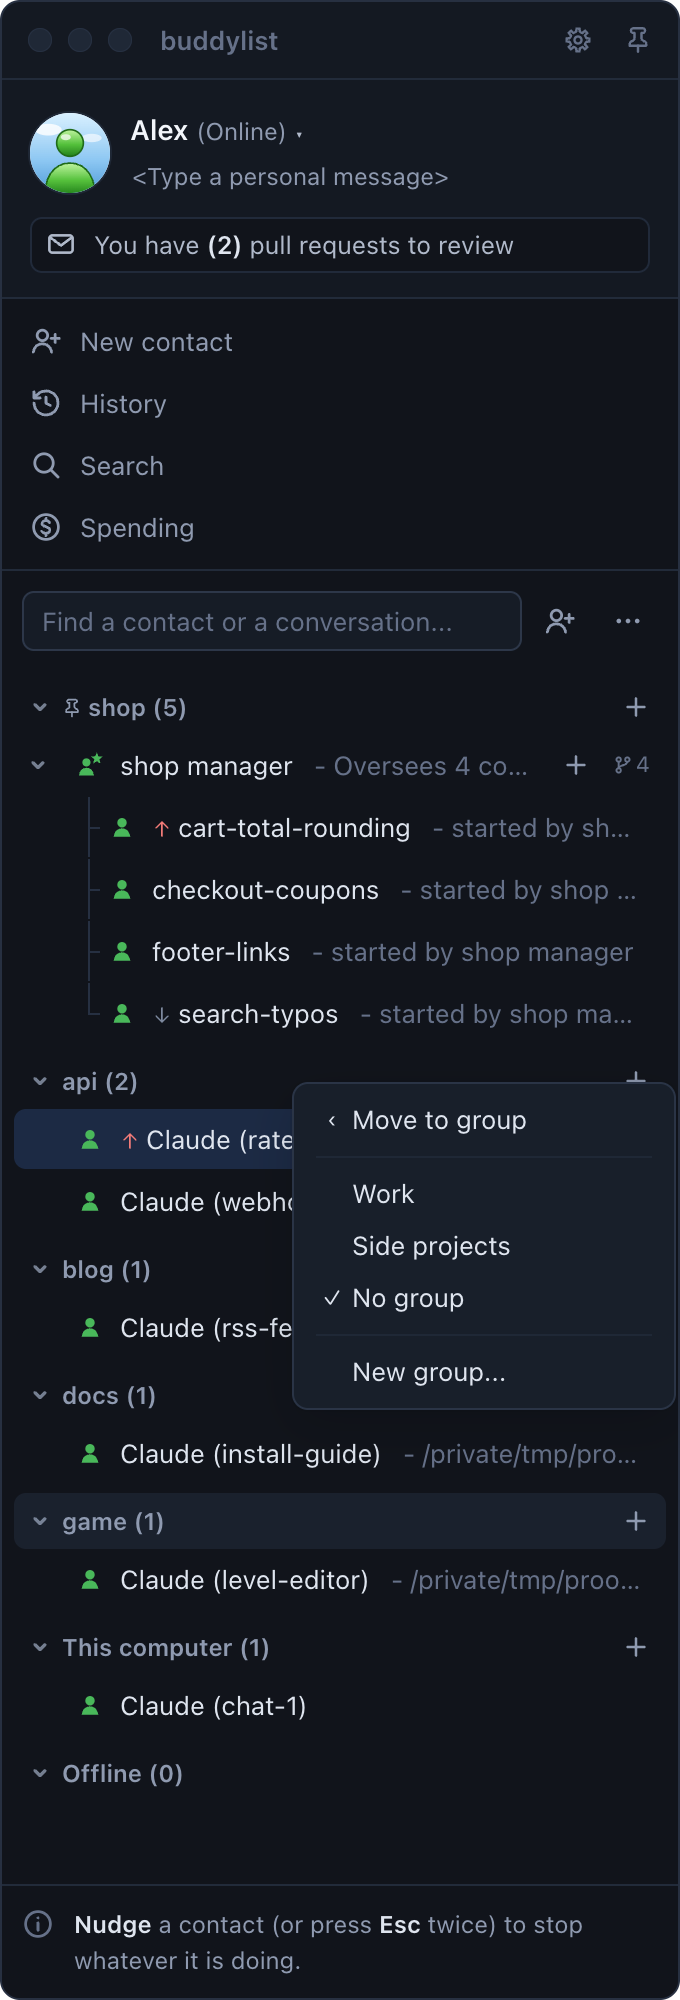 buddylist
Alex (Online)
<Type a personal message>
You have (2) pull requests to review
New contact
History
Search
Spending
Find a contact or a conversation...
shop (5)
shop manager - Oversees 4 co...
4
↑ cart-total-rounding - started by sh...
checkout-coupons - started by shop ...
footer-links - started by shop manager
↓ search-typos - started by shop ma...
api (2)
↑ Claude (rate
Claude (webho
blog (1)
Claude (rss-fe
docs (1)
Claude (install-guide) - /private/tmp/pro...
game (1)
Claude (level-editor) - /private/tmp/proo...
This computer (1)
Claude (chat-1)
Offline (0)
‹ Move to group
Work
Side projects
✓ No group
New group...
Nudge a contact (or press Esc twice) to stop
whatever it is doing.